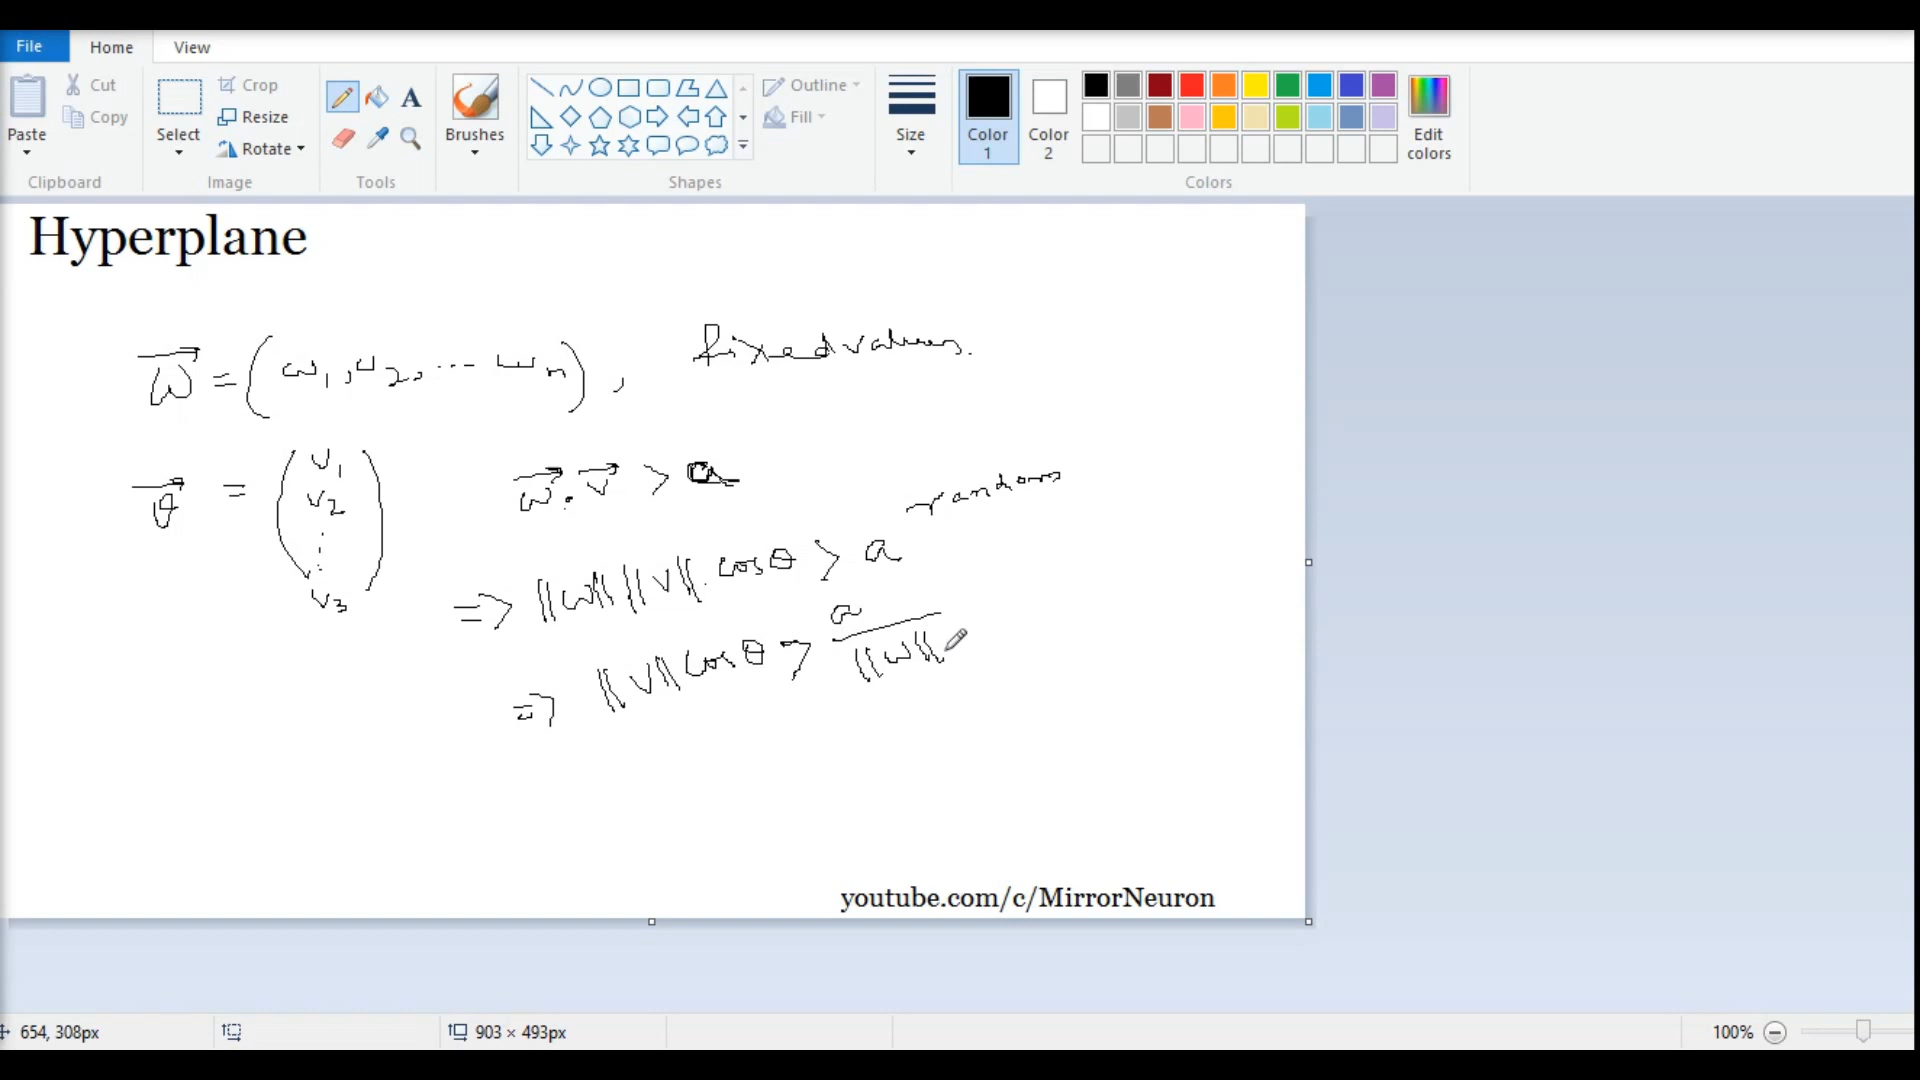 File Home View
Cut
Copy
Paste
Clipboard
Select
Crop
Resize
Rotate
Image
A
Tools
Brushes
Outline
Fill
Shapes
Size
Color 1
Color 2
Edit colors
Colors
Hyperplane
w = (w1, w2, ... wn), fixed values.
v = (v1 v2 ⋮ v3)
w . v > a
random
=> ||w|| ||v|| . cos θ > a
=> ||v|| cos θ > a / ||w||
youtube.com/c/MirrorNeuron
654, 308px 903 × 493px 100%